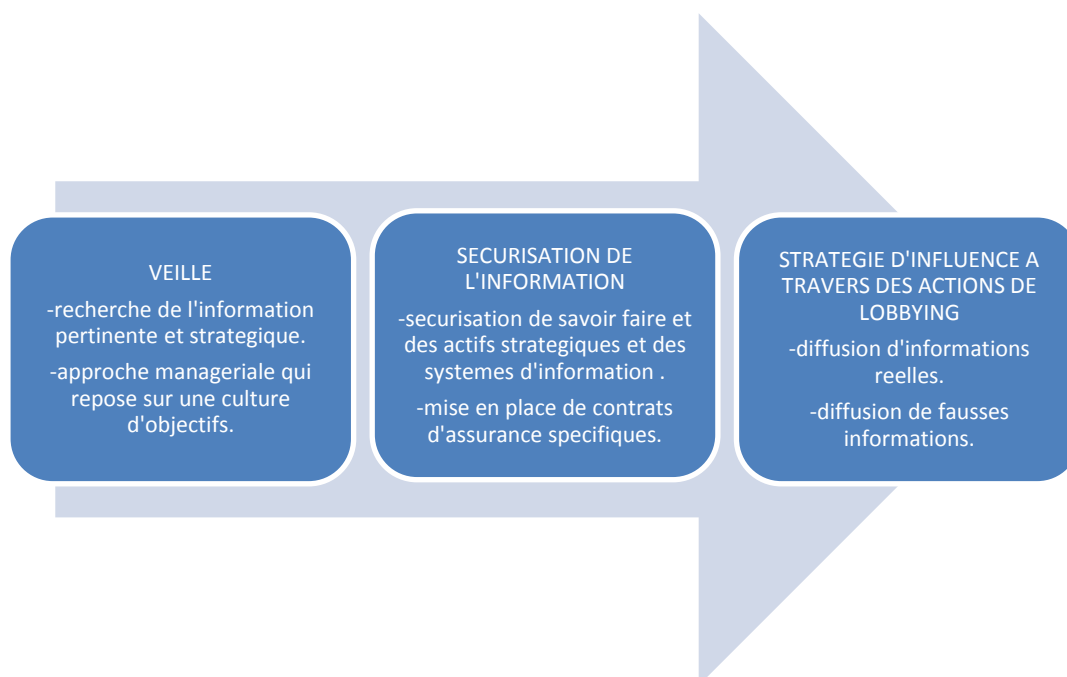 VEILLE
-recherche de l'information
pertinente et strategique.
-approche manageriale qui
repose sur une culture
d'objectifs.
SECURISATION DE
L'INFORMATION
-securisation de savoir faire et
des actifs strategiques et des
systemes d'information .
-mise en place de contrats
d'assurance specifiques.
STRATEGIE D'INFLUENCE A
TRAVERS DES ACTIONS DE
LOBBYING
-diffusion d'informations
reelles.
-diffusion de fausses
informations.